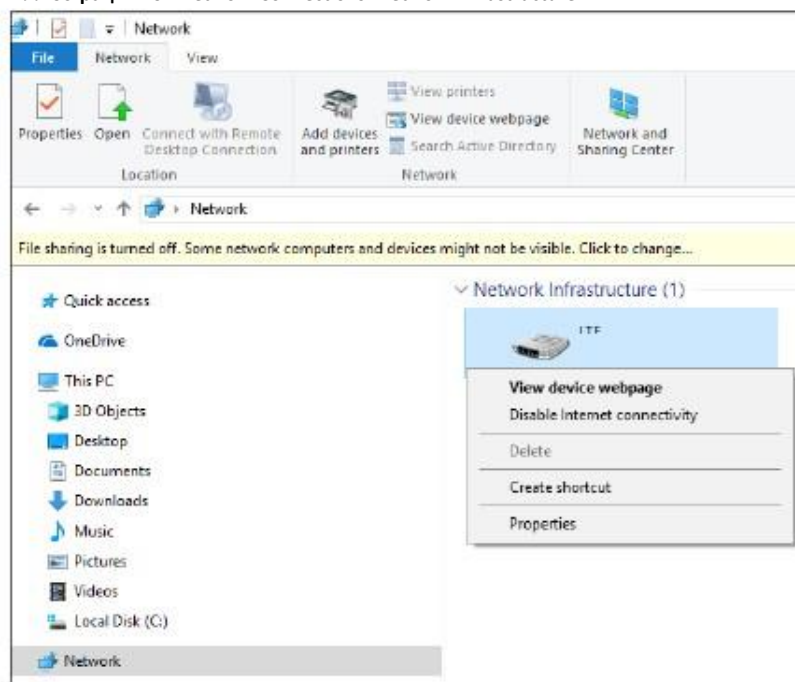 Network
File Network View
Properties Open Connect with Remote Desktop Connection
Add devices and printers
View printers
View device webpage
Search Active Directory
Network and Sharing Center
Location Network
Network
File sharing is turned off. Some network computers and devices might not be visible. Click to change...
Quick access
OneDrive
This PC
3D Objects
Desktop
Documents
Downloads
Music
Pictures
Videos
Local Disk (C:)
Network
Network Infrastructure (1)
View device webpage
Disable Internet connectivity
Delete
Create shortcut
Properties